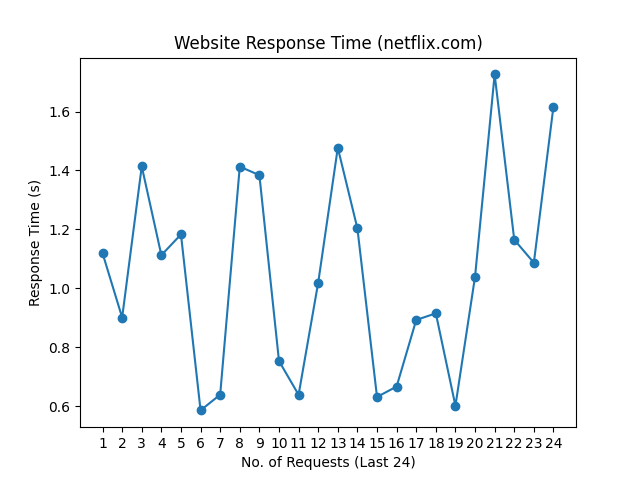 Website Response Time (netflix.com)
Response Time (s)
1.6
1.4
1.2
1.0
0.8
0.6
1 2 3 4 5 6 7 8 9 10 11 12 13 14 15 16 17 18 19 20 21 22 23 24
No. of Requests (Last 24)